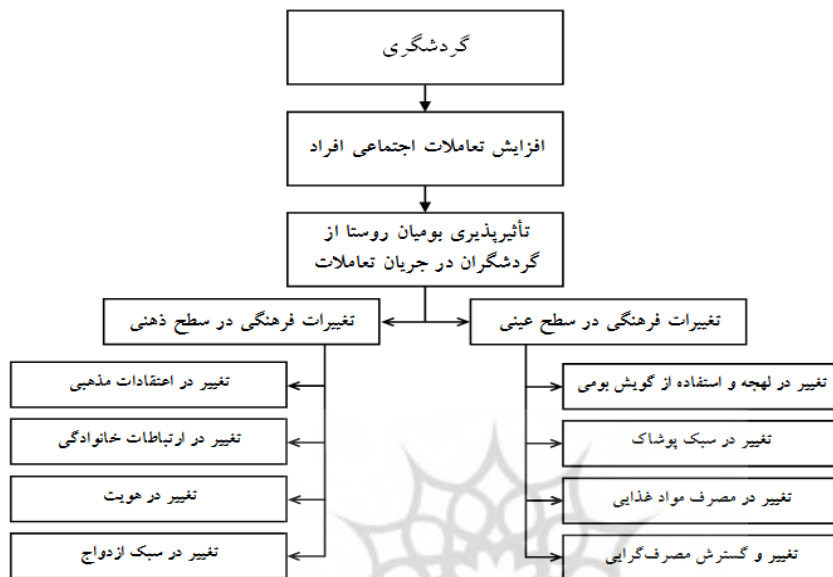 گردشگری
افزایش تعاملات اجتماعی افراد
تأثیرپذیری بومیان روستا از
گردشگران در جریان تعاملات
تغییرات فرهنگی در سطح عینی
تغییر در لهجه و استفاده از گویش بومی
تغییر در سبک پوشاک
تغییر در مصرف مواد غذایی
تغییر و گسترش مصرف‌گرایی
تغییرات فرهنگی در سطح ذهنی
تغییر در اعتقادات مذهبی
تغییر در ارتباطات خانوادگی
تغییر در هویت
تغییر در سبک ازدواج